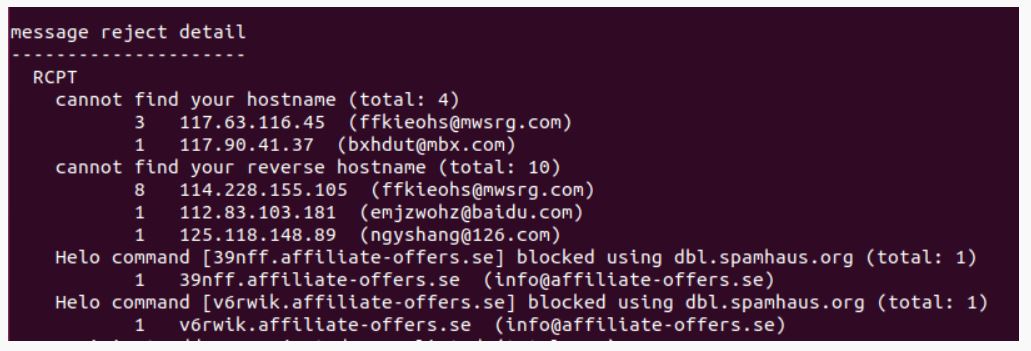 message reject detail
---------------------
RCPT
cannot find your hostname (total: 4)
3 117.63.116.45 (ffkieohs@mwsrg.com)
1 117.90.41.37 (bxhdut@mbx.com)
cannot find your reverse hostname (total: 10)
8 114.228.155.105 (ffkieohs@mwsrg.com)
1 112.83.103.181 (emjzwohz@baidu.com)
1 125.118.148.89 (ngyshang@126.com)
Helo command [39nff.affiliate-offers.se] blocked using dbl.spamhaus.org (total: 1)
1 39nff.affiliate-offers.se (info@affiliate-offers.se)
Helo command [v6rwik.affiliate-offers.se] blocked using dbl.spamhaus.org (total: 1)
1 v6rwik.affiliate-offers.se (info@affiliate-offers.se)